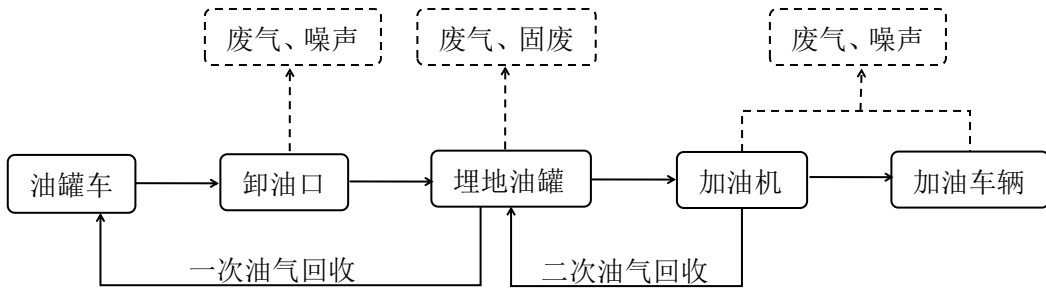 废气、噪声
废气、固废
废气、噪声
油罐车
卸油口
埋地油罐
加油机
加油车辆
一次油气回收
二次油气回收